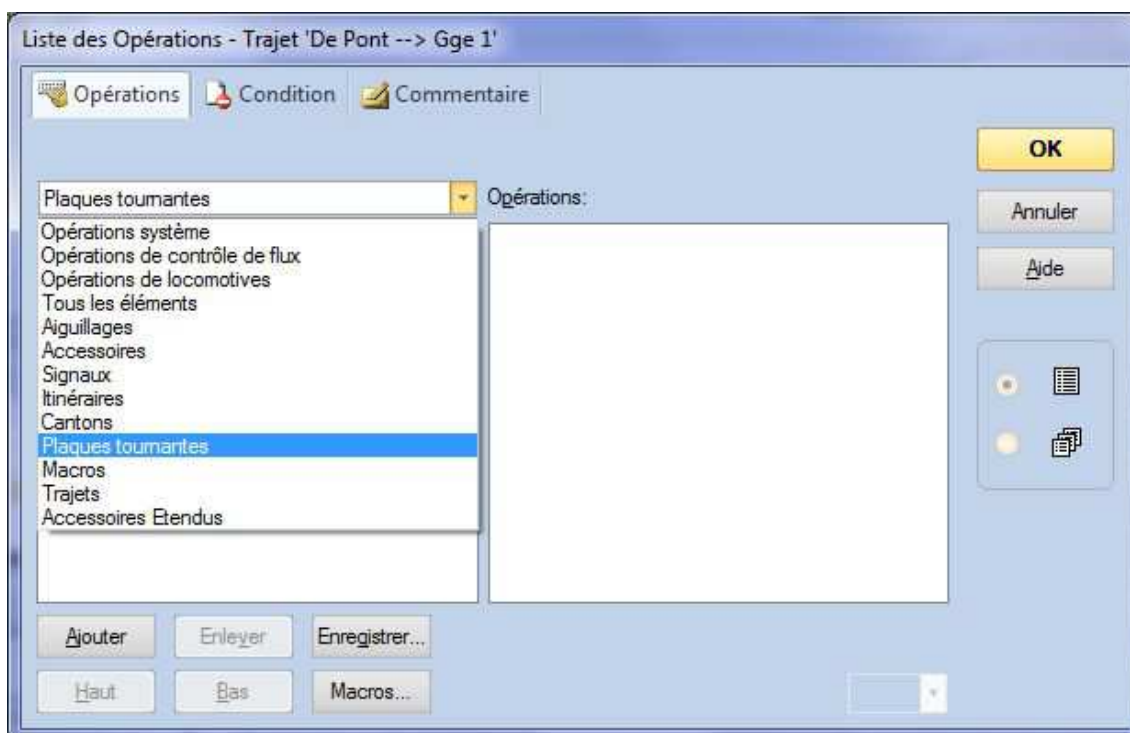 Liste des Opérations - Trajet 'De Pont --> Gge 1'
Opérations Condition Commentaire
OK
Plaques tournantes Opérations:
Annuler
Opérations système
Opérations de contrôle de flux
Aide
Opérations de locomotives
Tous les éléments
Aiguillages
Accessoires
Signaux
Itinéraires
Cantons
Plaques tournantes
Macros
Trajets
Accessoires Etendus
Ajouter Enlever Enregistrer...
Haut Bas Macros...